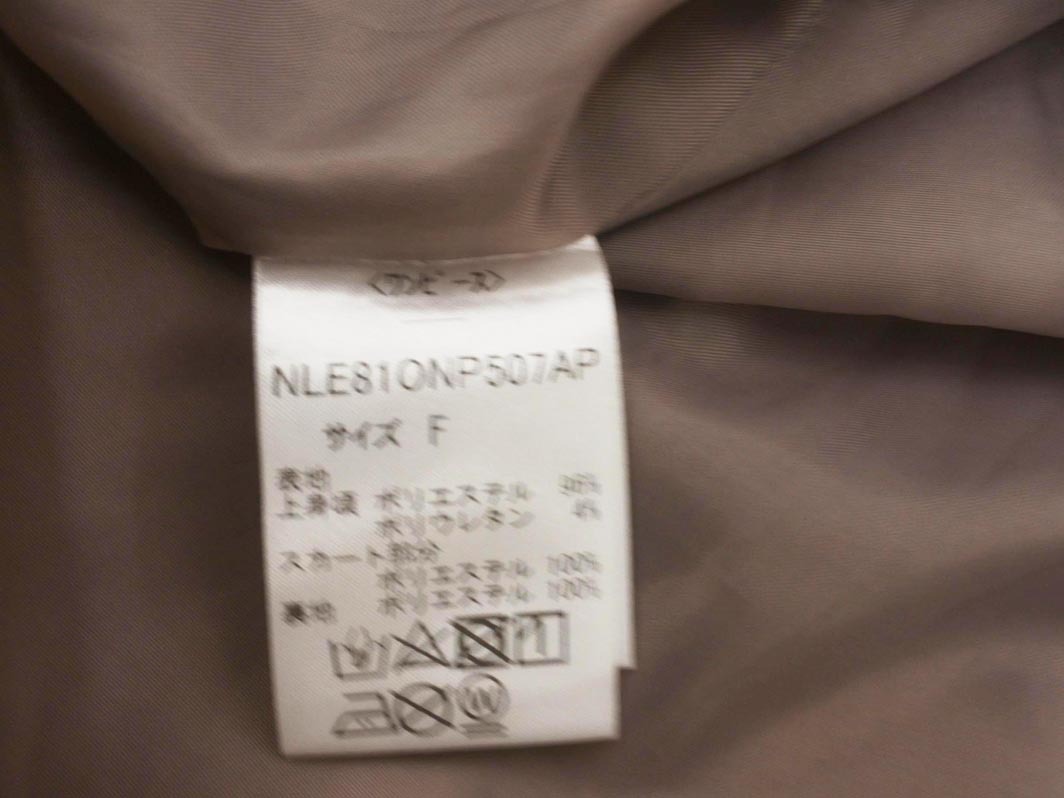 〈ワンピース〉
NLE81ONP507AP
サイズ F
表地
上身頃 ポリエステル 96%
ポリウレタン 4%
スカート部分
ポリエステル 100%
裏地 ポリエステル 100%